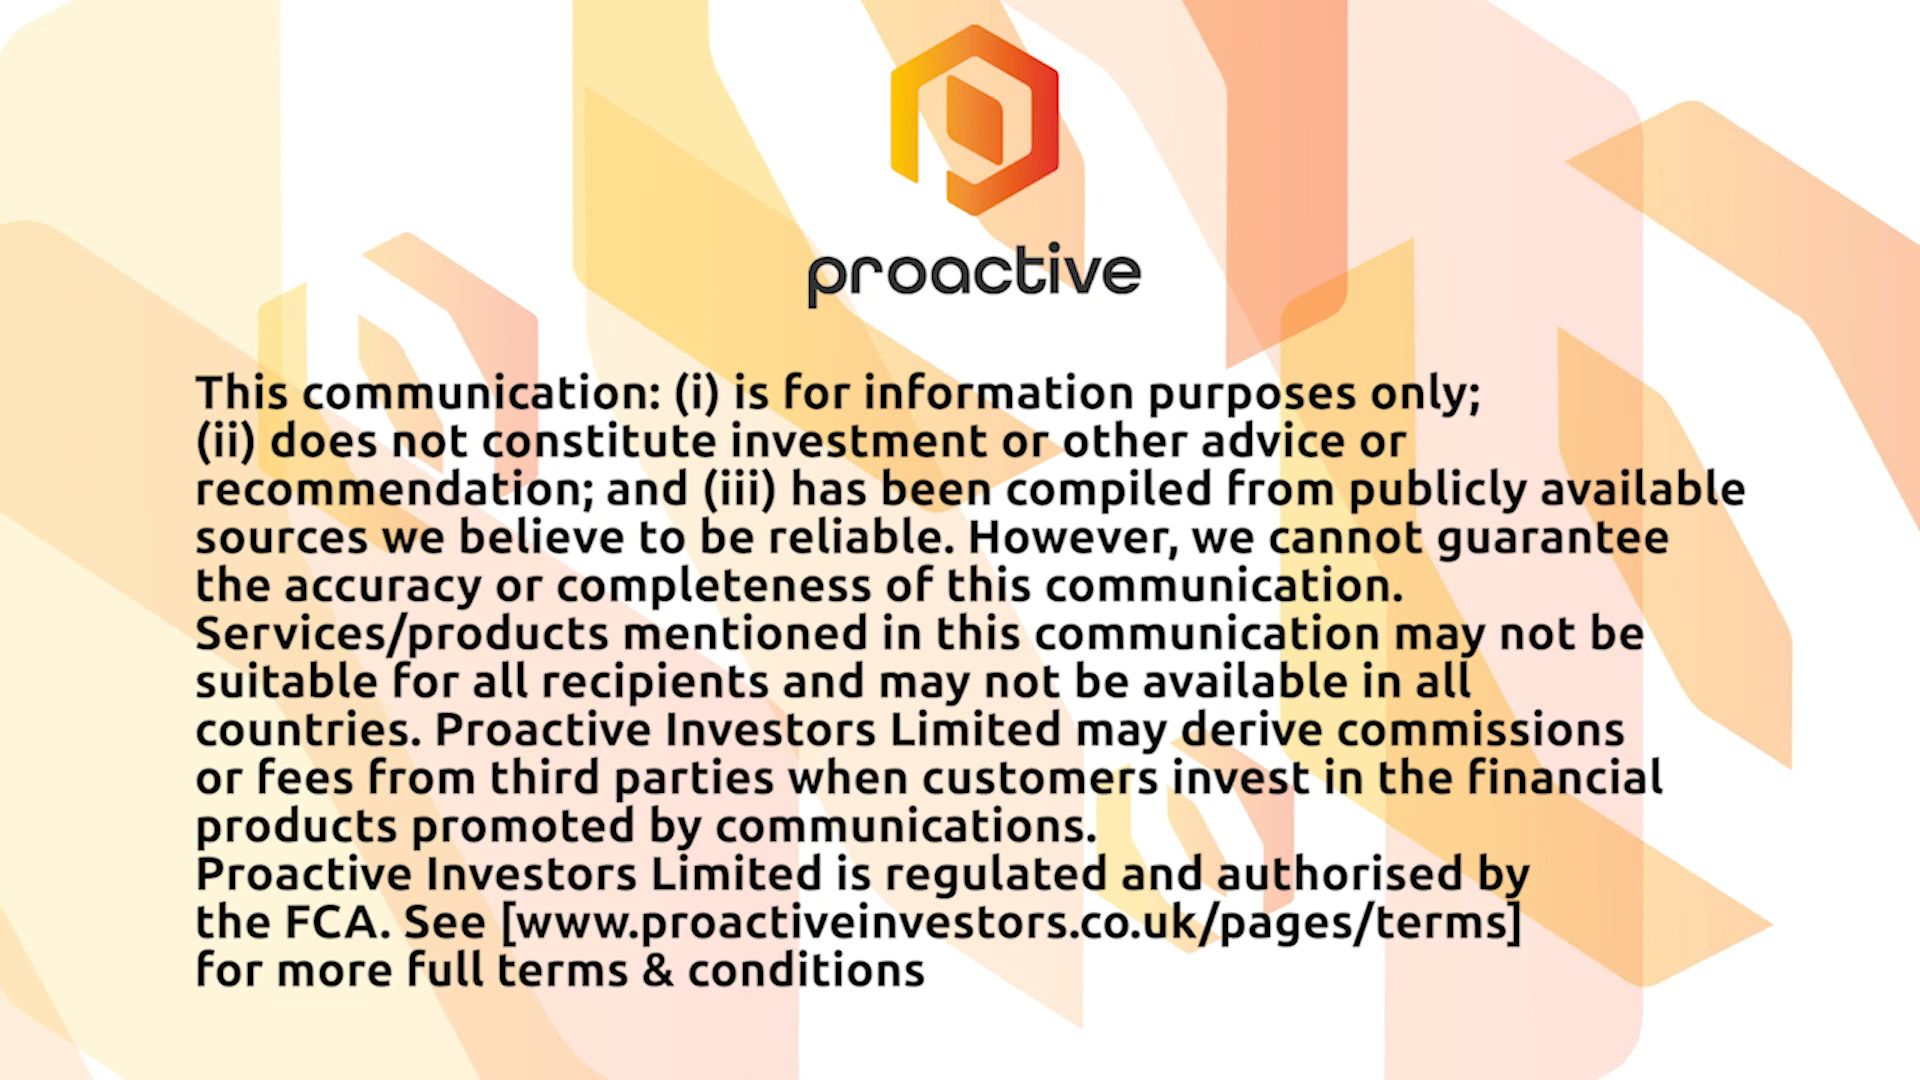 proactive
This communication: (i) is for information purposes only;
(ii) does not constitute investment or other advice or
recommendation; and (iii) has been compiled from publicly available
sources we believe to be reliable. However, we cannot guarantee
the accuracy or completeness of this communication.
Services/products mentioned in this communication may not be
suitable for all recipients and may not be available in all
countries. Proactive Investors Limited may derive commissions
or fees from third parties when customers invest in the financial
products promoted by communications.
Proactive Investors Limited is regulated and authorised by
the FCA. See [www.proactiveinvestors.co.uk/pages/terms]
for more full terms & conditions